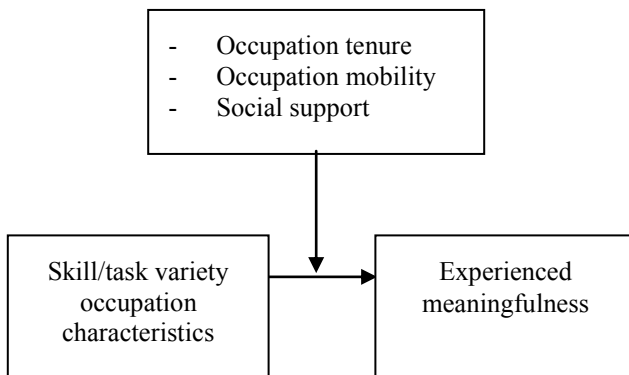 - Occupation tenure
- Occupation mobility
- Social support
Skill/task variety
occupation
characteristics
Experienced
meaningfulness